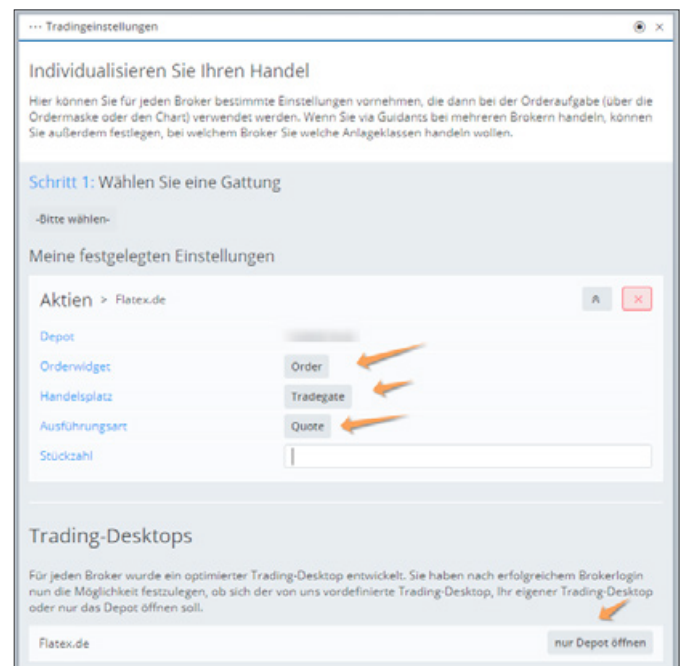 ··· Tradingeinstellungen
Individualisieren Sie Ihren Handel
Hier können Sie für jeden Broker bestimmte Einstellungen vornehmen, die dann bei der Orderaufgabe (über die
Ordermaske oder den Chart) verwendet werden. Wenn Sie via Guidants bei mehreren Brokern handeln, können
Sie außerdem festlegen, bei welchem Broker Sie welche Anlageklassen handeln wollen.
Schritt 1: Wählen Sie eine Gattung
-Bitte wählen-
Meine festgelegten Einstellungen
Aktien > Flatex.de
Depot
Orderwidget Order
Handelsplatz Tradegate
Ausführungsart Quote
Stückzahl
Trading-Desktops
Für jeden Broker wurde ein optimierter Trading-Desktop entwickelt. Sie haben nach erfolgreichem Brokerlogin
nun die Möglichkeit festzulegen, ob sich der von uns vordefinierte Trading-Desktop, Ihr eigener Trading-Desktop
oder nur das Depot öffnen soll.
Flatex.de nur Depot öffnen